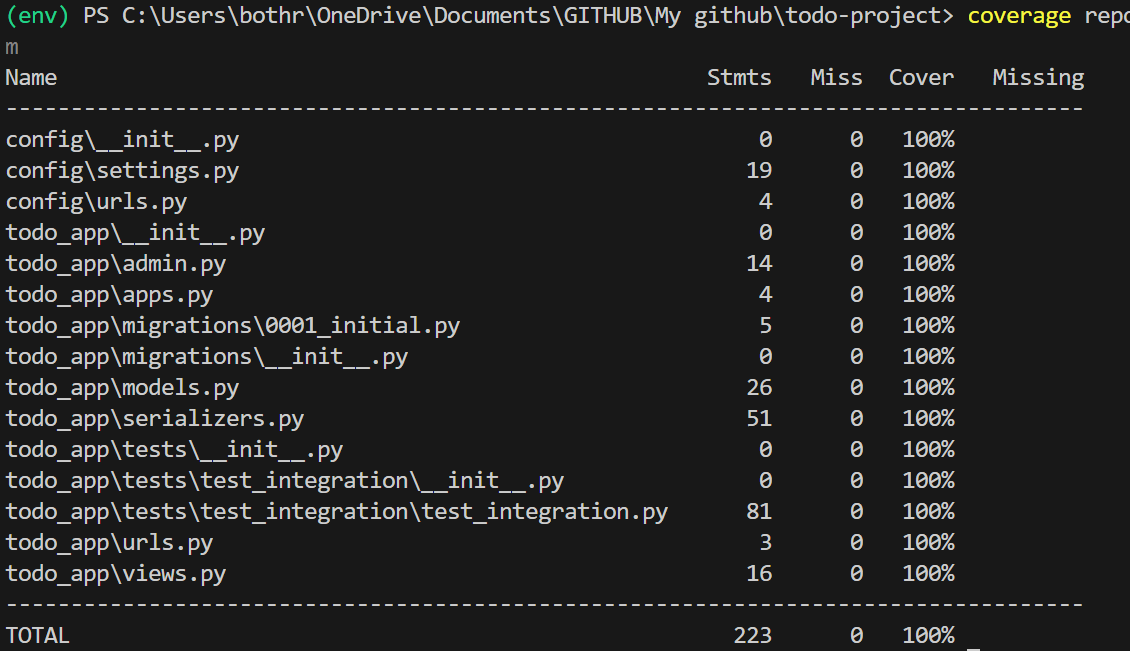 (env) PS C:\Users\bothr\OneDrive\Documents\GITHUB\My github\todo-project> coverage repo
m
Name Stmts Miss Cover Missing
-----------------------------------------------------------------------------------
config\__init__.py 0 0 100%
config\settings.py 19 0 100%
config\urls.py 4 0 100%
todo_app\__init__.py 0 0 100%
todo_app\admin.py 14 0 100%
todo_app\apps.py 4 0 100%
todo_app\migrations\0001_initial.py 5 0 100%
todo_app\migrations\__init__.py 0 0 100%
todo_app\models.py 26 0 100%
todo_app\serializers.py 51 0 100%
todo_app\tests\__init__.py 0 0 100%
todo_app\tests\test_integration\__init__.py 0 0 100%
todo_app\tests\test_integration\test_integration.py 81 0 100%
todo_app\urls.py 3 0 100%
todo_app\views.py 16 0 100%
-----------------------------------------------------------------------------------
TOTAL 223 0 100%